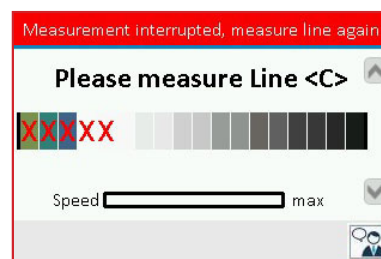 Measurement interrupted, measure line again
Please measure Line <C>
XXXXX
Speed max